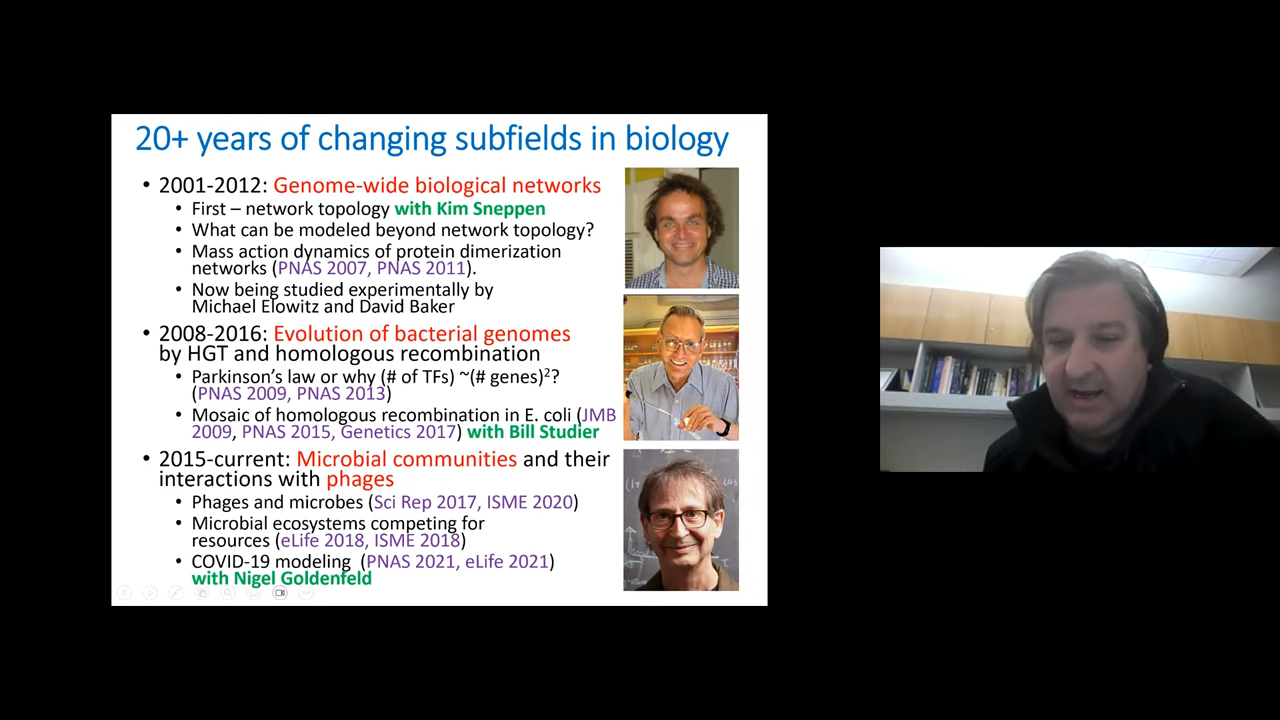 20+ years of changing subfields in biology
• 2001-2012: Genome-wide biological networks
• First – network topology with Kim Sneppen
• What can be modeled beyond network topology?
• Mass action dynamics of protein dimerization
networks (PNAS 2007, PNAS 2011).
• Now being studied experimentally by
Michael Elowitz and David Baker
• 2008-2016: Evolution of bacterial genomes
by HGT and homologous recombination
• Parkinson's law or why (# of TFs) ~(# genes)²?
(PNAS 2009, PNAS 2013)
• Mosaic of homologous recombination in E. coli (JMB
2009, PNAS 2015, Genetics 2017) with Bill Studier
• 2015-current: Microbial communities and their
interactions with phages
• Phages and microbes (Sci Rep 2017, ISME 2020)
• Microbial ecosystems competing for
resources (eLife 2018, ISME 2018)
• COVID-19 modeling (PNAS 2021, eLife 2021)
with Nigel Goldenfeld